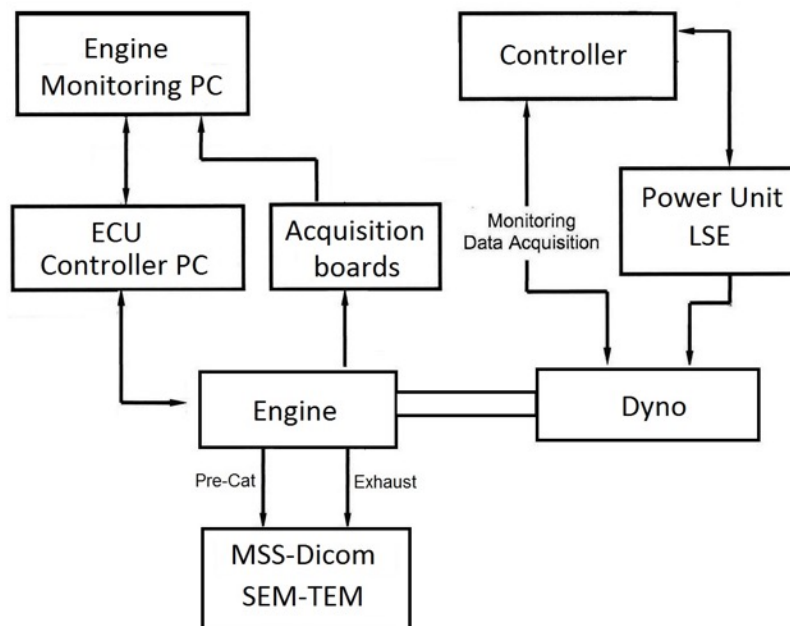 Engine
Monitoring PC
Controller
ECU
Controller PC
Acquisition
boards
Monitoring
Data Acquisition
Power Unit
LSE
Engine
Dyno
Pre-Cat
Exhaust
MSS-Dicom
SEM-TEM